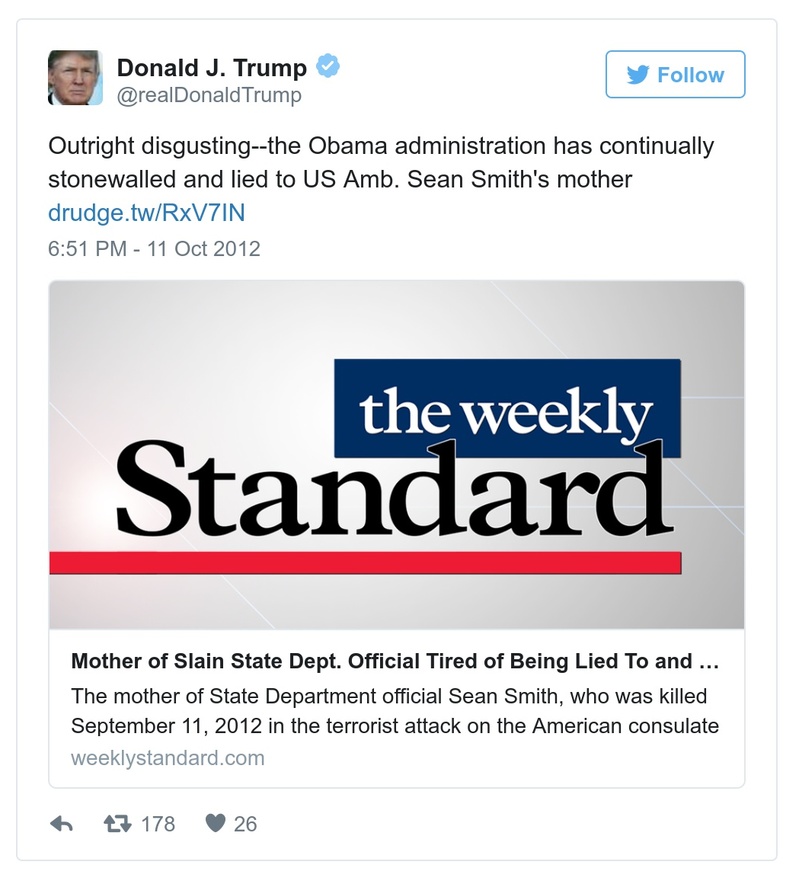 Donald J. Trump
@realDonaldTrump
Follow
Outright disgusting--the Obama administration has continually
stonewalled and lied to US Amb. Sean Smith's mother
drudge.tw/RxV7IN
6:51 PM - 11 Oct 2012
the weekly
Standard
Mother of Slain State Dept. Official Tired of Being Lied To and ...
The mother of State Department official Sean Smith, who was killed
September 11, 2012 in the terrorist attack on the American consulate
weeklystandard.com
178 26